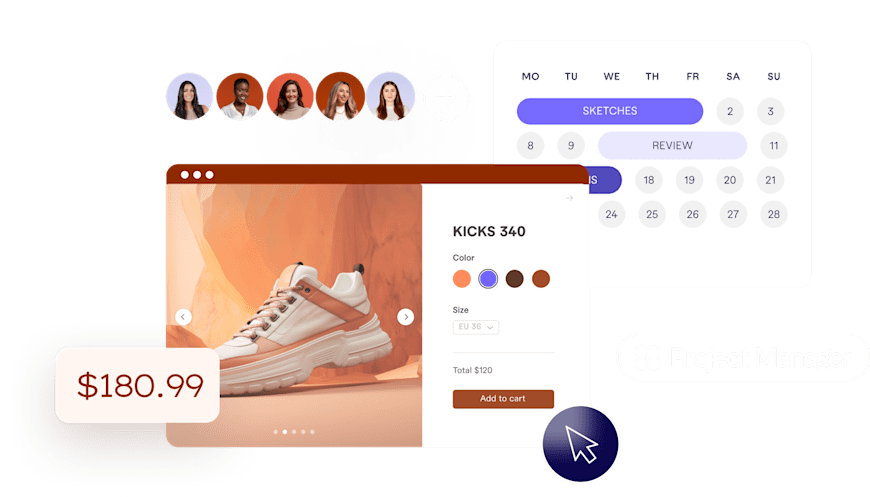 MO TU WE TH FR SA SU
SKETCHES 2 3
8 9 REVIEW 11
18 19 20 21
24 25 26 27 28
KICKS 340
Color
Size
EU 36
Total $120
Add to cart
$180.99
Project Manager